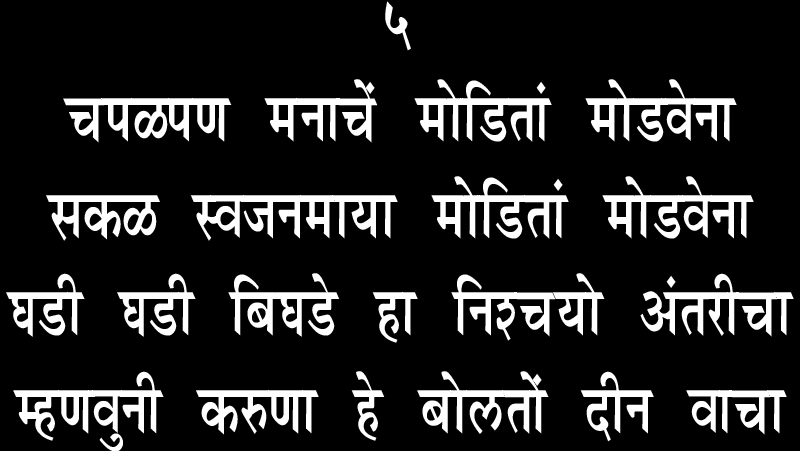 ५
चपळपण मनाचें मोडितां मोडवेना
सकळ स्वजनमाया मोडितां मोडवेना
घडी घडी बिघडे हा निश्चयो अंतरीचा
म्हणवुनी करुणा हे बोलतों दीन वाचा